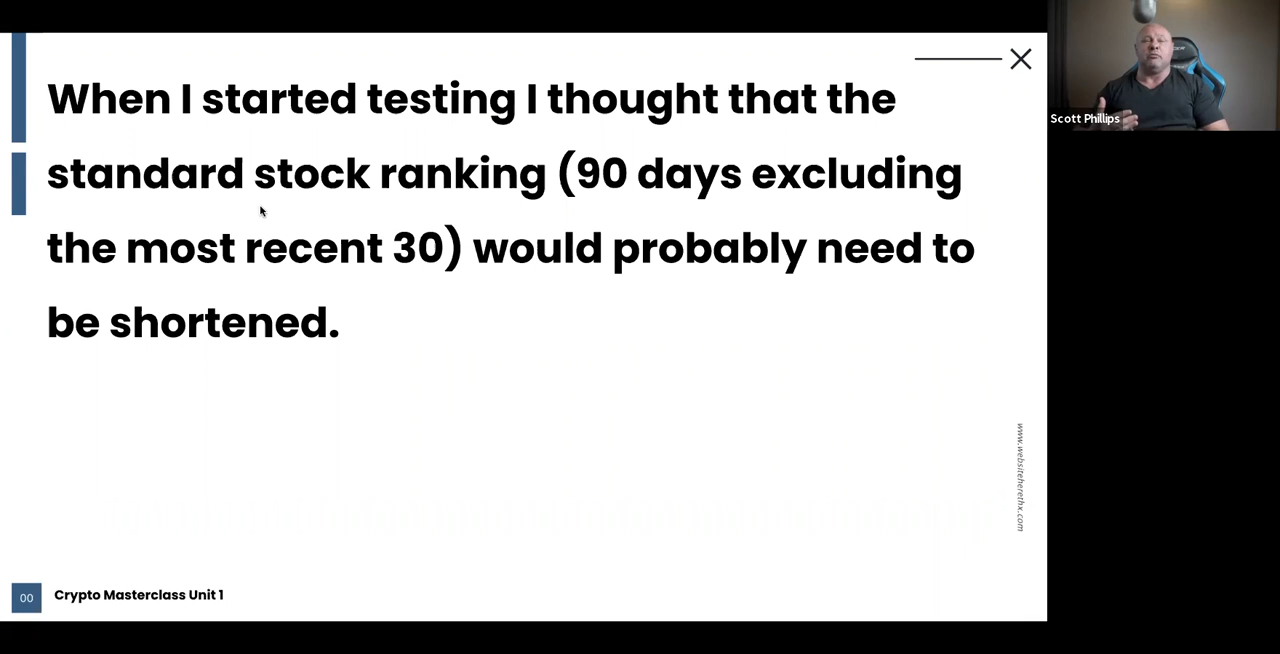 When I started testing I thought that the
standard stock ranking (90 days excluding
the most recent 30) would probably need to
be shortened.
Scott Phillips
www.websiteherethx.com
00
Crypto Masterclass Unit 1